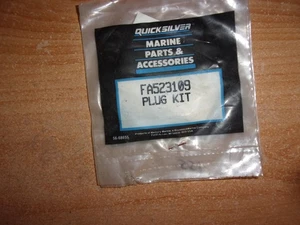 QUICKSILVER
MARINE
PARTS &
ACCESSORIES
FA523109
PLUG KIT